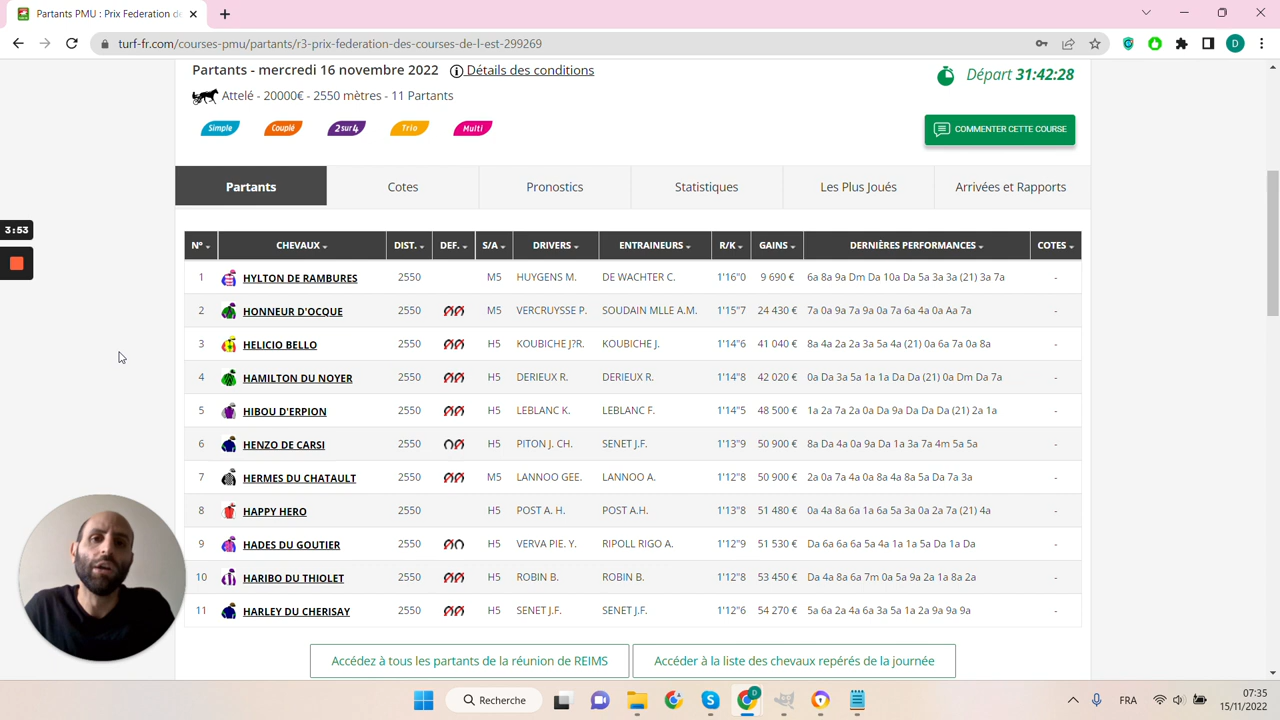 Partants PMU : Prix Federation de
turf-fr.com/courses-pmu/partants/r3-prix-federation-des-courses-de-l-est-299269
Partants - mercredi 16 novembre 2022 Détails des conditions
Départ 31:42:28
Attelé - 20000€ - 2550 mètres - 11 Partants
Simple Couplé 2sur4 Trio Multi
COMMENTER CETTE COURSE
Partants Cotes Pronostics Statistiques Les Plus Joués Arrivées et Rapports
3:53
N° CHEVAUX DIST. DEF. S/A DRIVERS ENTRAINEURS R/K GAINS DERNIÈRES PERFORMANCES COTES
1 HYLTON DE RAMBURES 2550 M5 HUYGENS M. DE WACHTER C. 1'16"0 9 690 € 6a 8a 9a Dm Da 10a Da 5a 3a 3a (21) 3a 7a -
2 HONNEUR D'OCQUE 2550 M5 VERCRUYSSE P. SOUDAIN MLLE A.M. 1'15"7 24 430 € 7a 0a 9a 7a 9a 0a 7a 6a 4a 0a Aa 7a -
3 HELICIO BELLO 2550 H5 KOUBICHE J?R. KOUBICHE J. 1'14"6 41 040 € 8a 4a 2a 2a 3a 5a 4a (21) 0a 6a 7a 0a 8a -
4 HAMILTON DU NOYER 2550 H5 DERIEUX R. DERIEUX R. 1'14"8 42 020 € 0a Da 3a 5a 1a 1a Da Da (21) 0a Dm Da 7a -
5 HIBOU D'ERPION 2550 H5 LEBLANC K. LEBLANC F. 1'14"5 48 500 € 1a 2a 7a 2a 0a Da 9a Da Da Da (21) 2a 1a -
6 HENZO DE CARSI 2550 H5 PITON J. CH. SENET J.F. 1'13"9 50 900 € 8a Da 4a 0a 9a Da 1a 3a 7a 4m 5a 5a -
7 HERMES DU CHATAULT 2550 M5 LANNOO GEE. LANNOO A. 1'12"8 50 900 € 2a 0a 7a 4a 0a 8a 4a 8a 5a Da 7a 3a -
8 HAPPY HERO 2550 H5 POST A. H. POST A.H. 1'13"8 51 480 € 0a 4a 8a 6a 1a 6a 5a 3a 0a 2a 7a (21) 4a -
9 HADES DU GOUTIER 2550 H5 VERVA PIE. Y. RIPOLL RIGO A. 1'12"9 51 530 € Da 6a 6a 6a 5a 4a 1a 1a 5a Da 1a Da -
10 HARIBO DU THIOLET 2550 H5 ROBIN B. ROBIN B. 1'12"8 53 450 € Da 4a 8a 6a 7m 0a 5a 9a 2a 1a 8a 2a -
11 HARLEY DU CHERISAY 2550 H5 SENET J.F. SENET J.F. 1'12"6 54 270 € 5a 6a 2a 4a 6a 3a 5a 1a 2a 9a 9a 9a -
Accédez à tous les partants de la réunion de REIMS Accéder à la liste des chevaux repérés de la journée
Recherche
FRA
07:35
15/11/2022